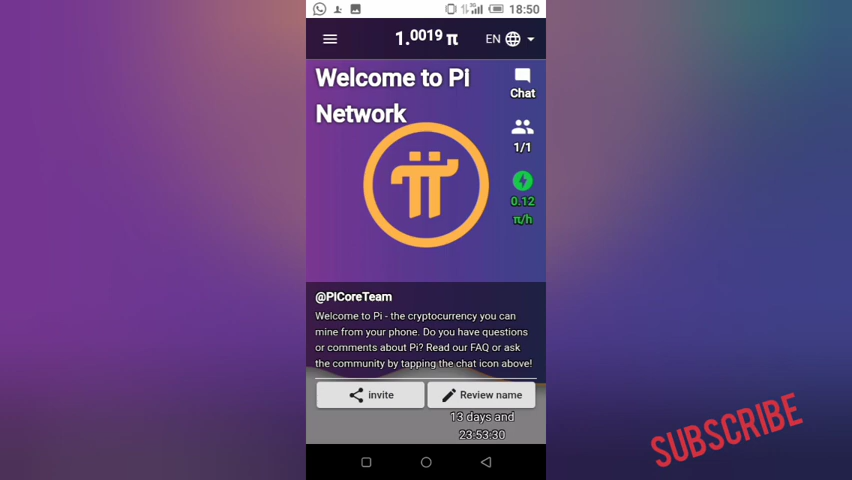 18:50
1.0019 π
EN
Welcome to Pi
Network
Chat
1/1
0.12
π/h
@PiCoreTeam
Welcome to Pi - the cryptocurrency you can
mine from your phone. Do you have questions
or comments about Pi? Read our FAQ or ask
the community by tapping the chat icon above!
invite
Review name
13 days and
23:53:30
SUBSCRIBE